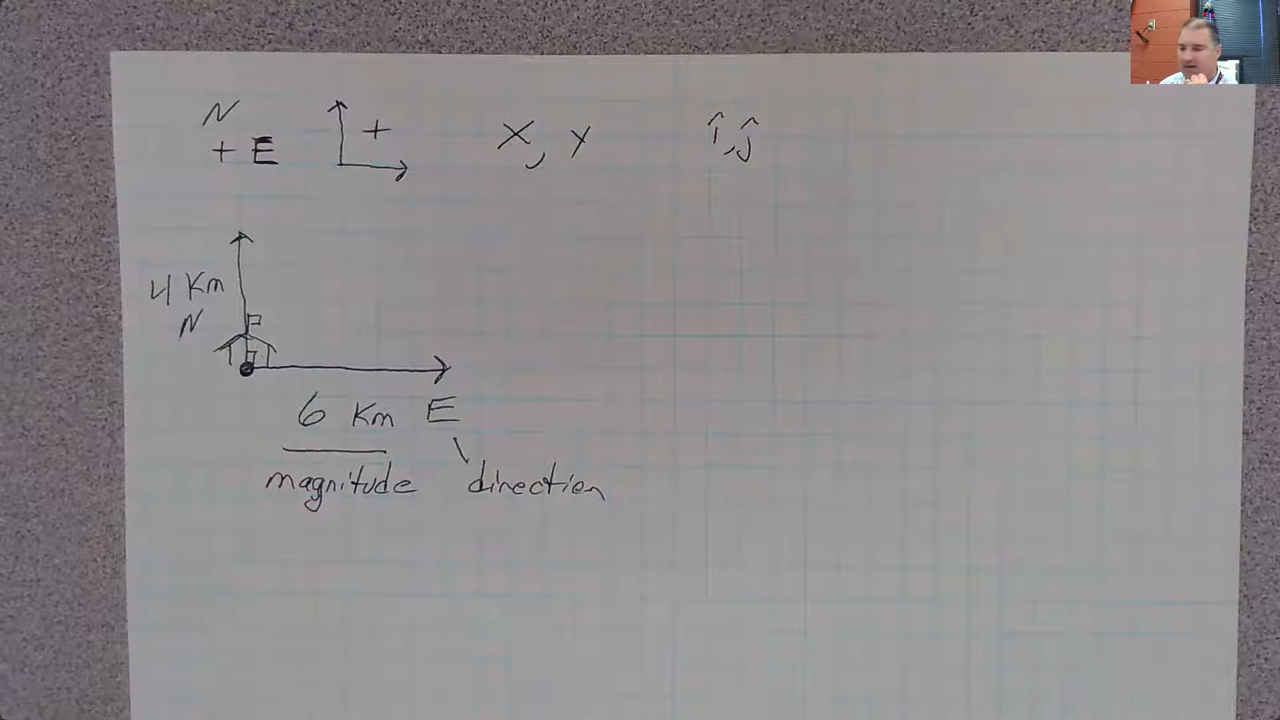 N
+ E + X, y î, ĵ
4 Km
N
6 Km E
magnitude direction